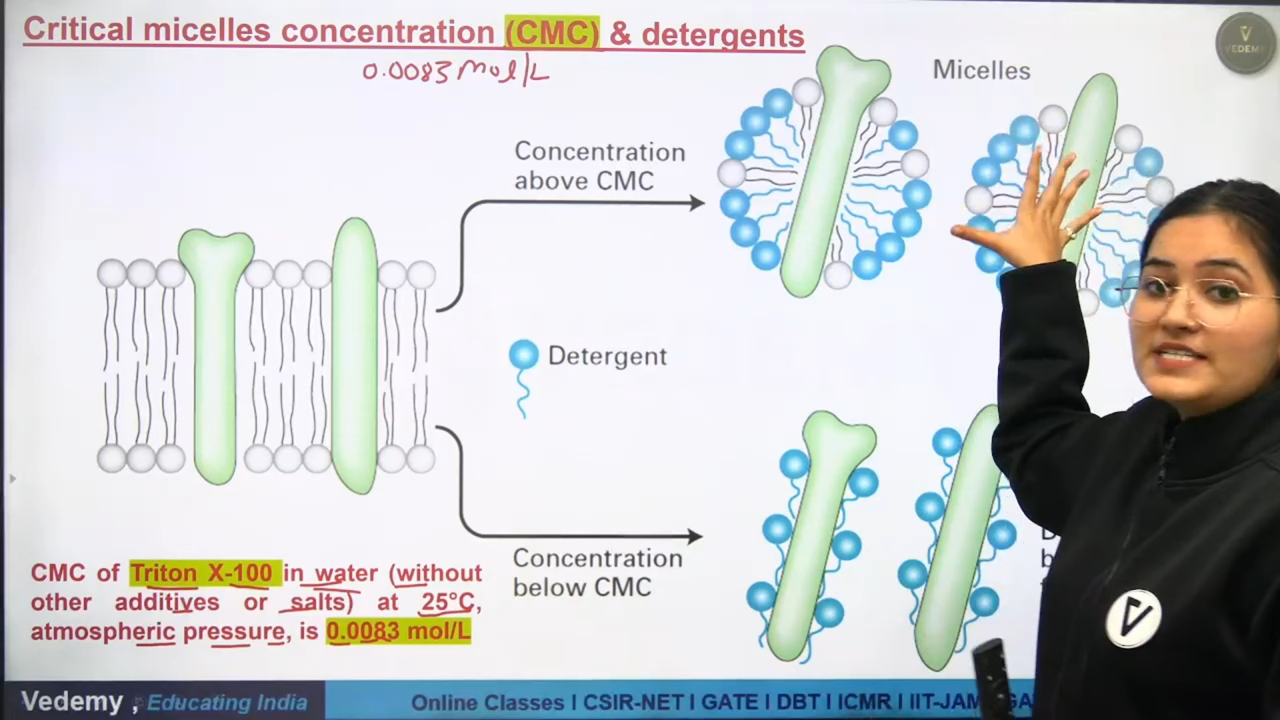 Critical micelles concentration (CMC) & detergents
0.0083 mol/L
VEDEMY
Micelles
Concentration
above CMC
Detergent
Concentration
below CMC
CMC of Triton X-100 in water (without
other additives or salts) at 25°C,
atmospheric pressure, is 0.0083 mol/L
Vedemy , Educating India
Online Classes I CSIR-NET I GATE I DBT I ICMR I IIT-JAM